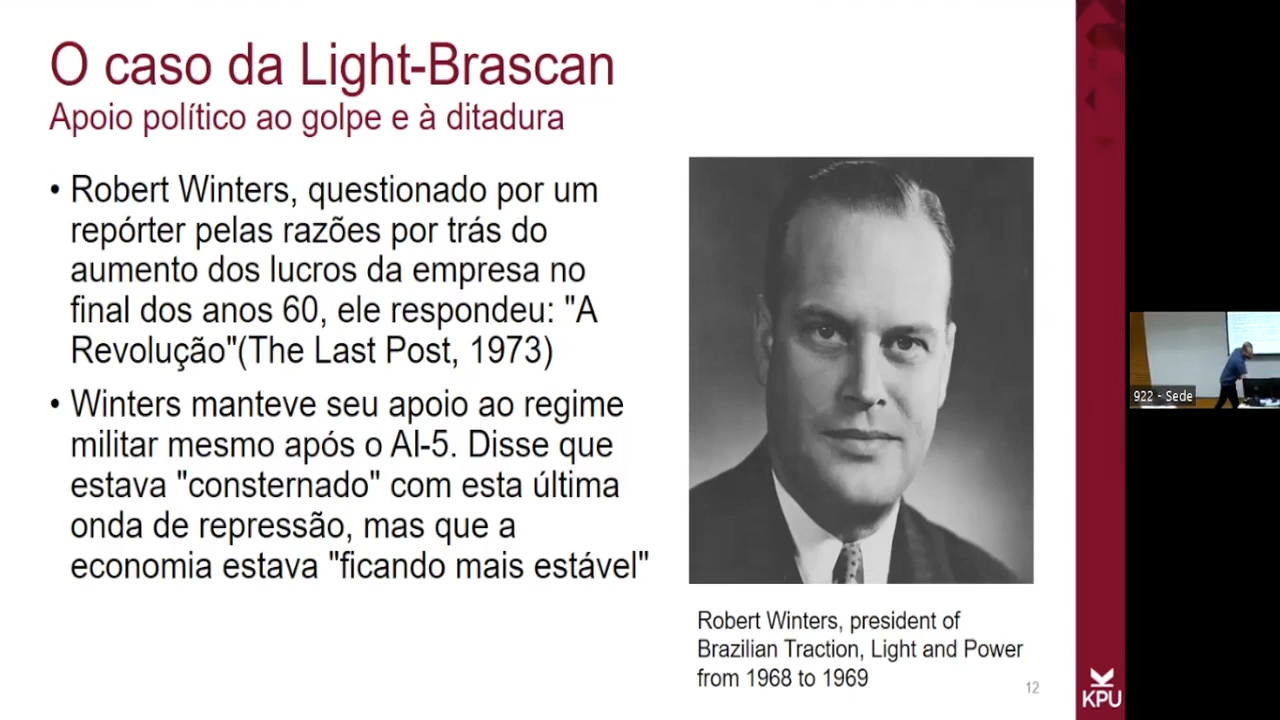 O caso da Light-Brascan
Apoio político ao golpe e à ditadura
• Robert Winters, questionado por um
repórter pelas razões por trás do
aumento dos lucros da empresa no
final dos anos 60, ele respondeu: "A
Revolução"(The Last Post, 1973)
• Winters manteve seu apoio ao regime
militar mesmo após o AI-5. Disse que
estava "consternado" com esta última
onda de repressão, mas que a
economia estava "ficando mais estável"
Robert Winters, president of
Brazilian Traction, Light and Power
from 1968 to 1969
12
KPU
922 - Sede